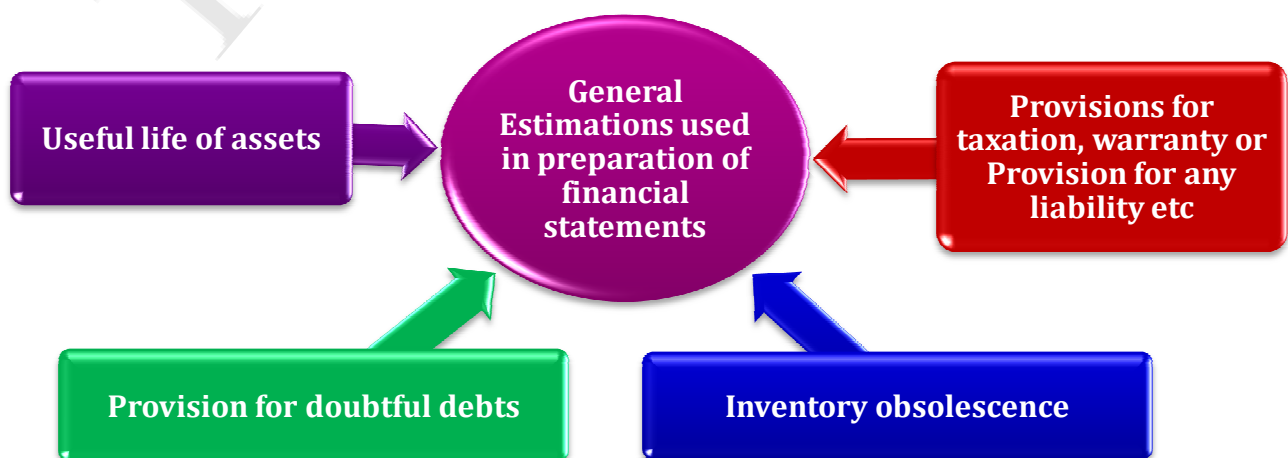 General
Estimations used
in preparation of
financial
statements
Useful life of assets
Provisions for
taxation, warranty or
Provision for any
liability etc
Provision for doubtful debts
Inventory obsolescence